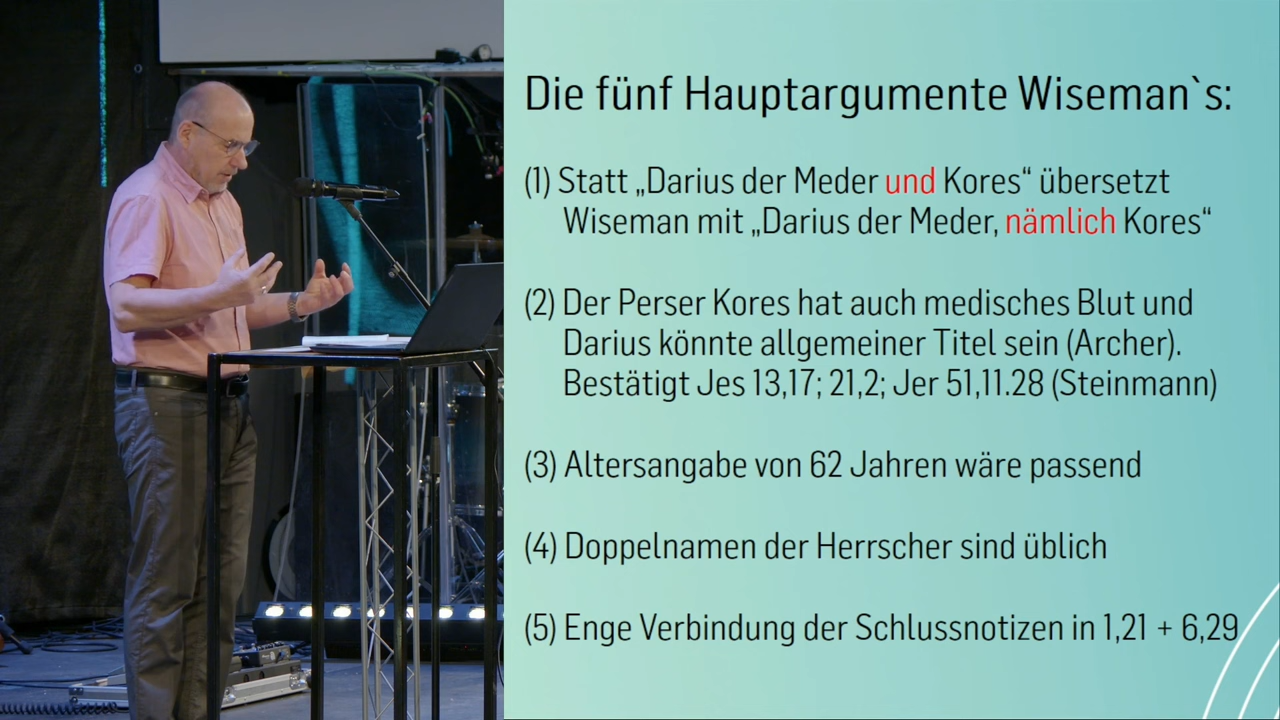 Die fünf Hauptargumente Wiseman`s:
(1) Statt „Darius der Meder und Kores“ übersetzt
Wiseman mit „Darius der Meder, nämlich Kores“
(2) Der Perser Kores hat auch medisches Blut und
Darius könnte allgemeiner Titel sein (Archer).
Bestätigt Jes 13,17; 21,2; Jer 51,11.28 (Steinmann)
(3) Altersangabe von 62 Jahren wäre passend
(4) Doppelnamen der Herrscher sind üblich
(5) Enge Verbindung der Schlussnotizen in 1,21 + 6,29